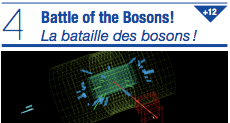 4
Battle of the Bosons!
+12
La bataille des bosons !